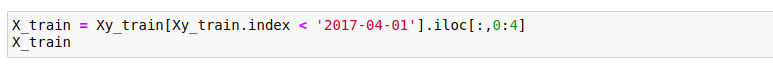 X_train = Xy_train[Xy_train.index < '2017-04-01'].iloc[:,0:4]
X_train